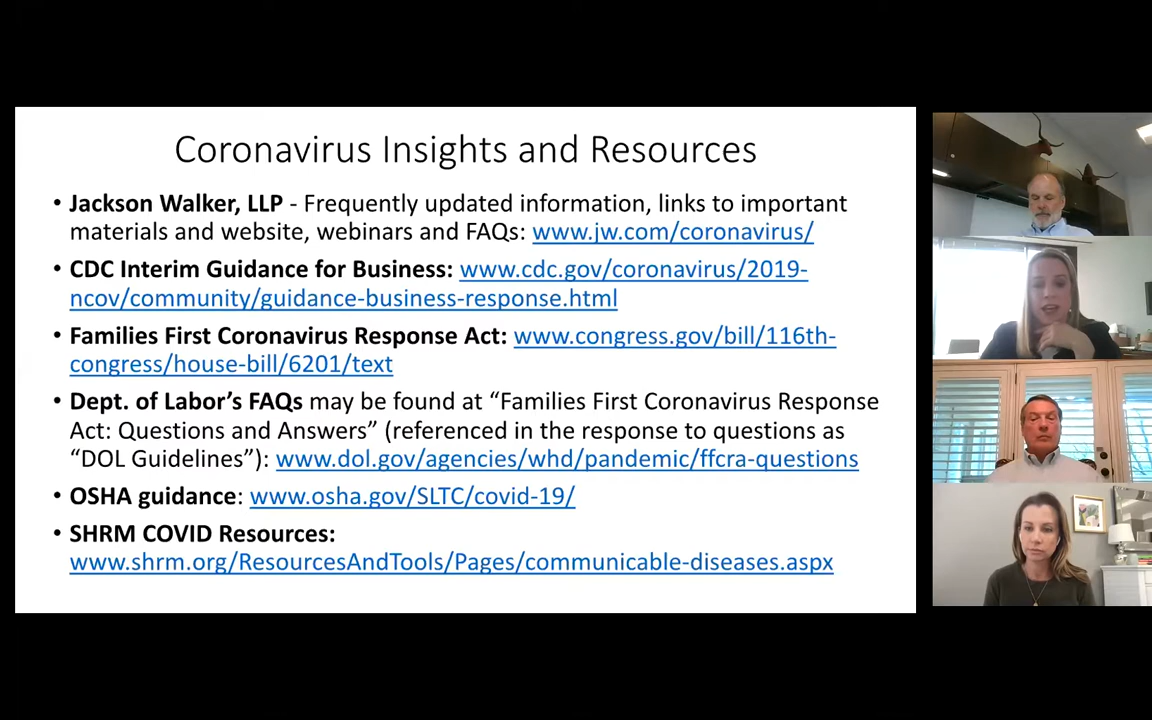 Coronavirus Insights and Resources
• Jackson Walker, LLP - Frequently updated information, links to important
materials and website, webinars and FAQs: www.jw.com/coronavirus/
• CDC Interim Guidance for Business: www.cdc.gov/coronavirus/2019-
ncov/community/guidance-business-response.html
• Families First Coronavirus Response Act: www.congress.gov/bill/116th-
congress/house-bill/6201/text
• Dept. of Labor’s FAQs may be found at “Families First Coronavirus Response
Act: Questions and Answers” (referenced in the response to questions as
“DOL Guidelines”): www.dol.gov/agencies/whd/pandemic/ffcra-questions
• OSHA guidance: www.osha.gov/SLTC/covid-19/
• SHRM COVID Resources:
www.shrm.org/ResourcesAndTools/Pages/communicable-diseases.aspx